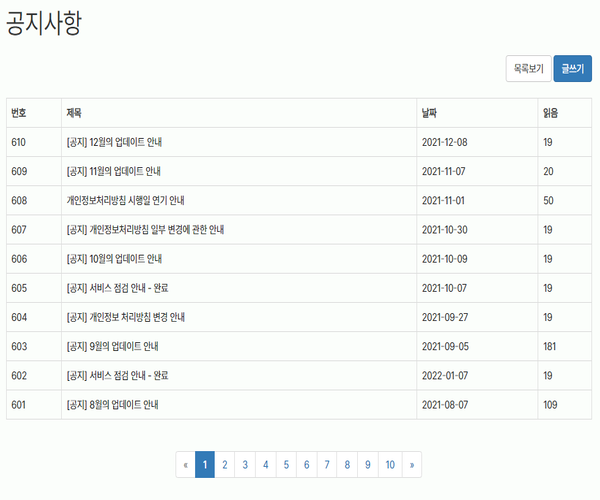 공지사항
목록보기 글쓰기
번호 제목 날짜 읽음
610 [공지] 12월의 업데이트 안내 2021-12-08 19
609 [공지] 11월의 업데이트 안내 2021-11-07 20
608 개인정보처리방침 시행일 연기 안내 2021-11-01 50
607 [공지] 개인정보처리방침 일부 변경에 관한 안내 2021-10-30 19
606 [공지] 10월의 업데이트 안내 2021-10-09 19
605 [공지] 서비스 점검 안내 - 완료 2021-10-07 19
604 [공지] 개인정보 처리방침 변경 안내 2021-09-27 19
603 [공지] 9월의 업데이트 안내 2021-09-05 181
602 [공지] 서비스 점검 안내 - 완료 2022-01-07 19
601 [공지] 8월의 업데이트 안내 2021-08-07 109
« 1 2 3 4 5 6 7 8 9 10 »